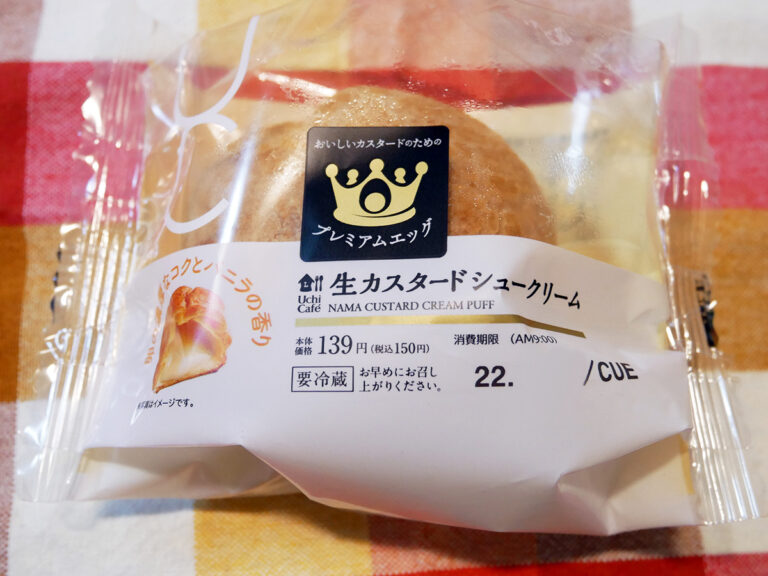 おいしいカスタードのための
プレミアムエッグ
なコクとバニラの香り
Uchi
Café
生カスタードシュークリーム
NAMA CUSTARD CREAM PUFF
本体
価格 139円 (税込150円)
消費期限 (AM9:00)
要冷蔵 お早めにお召し
上がりください。
22. /CUE
はイメージです。